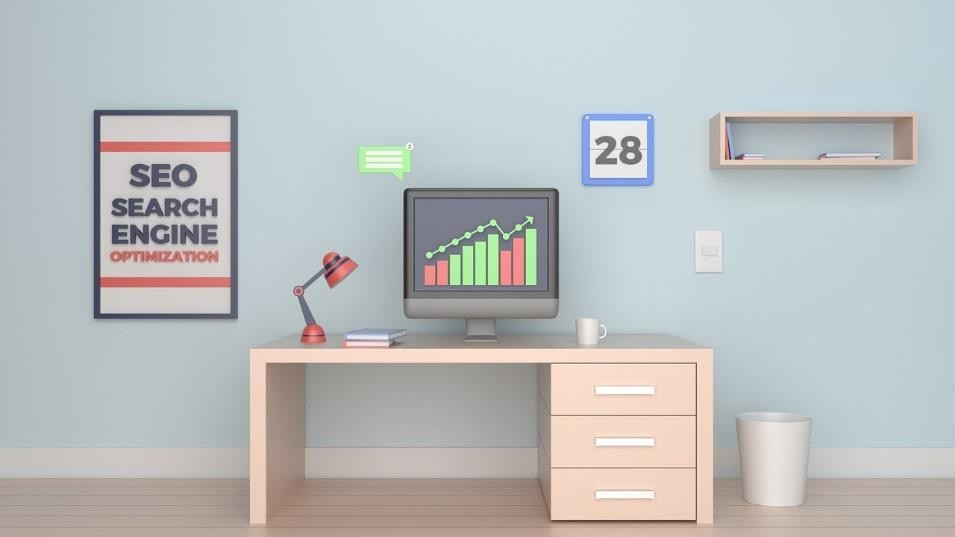 SEO
SEARCH
ENGINE
OPTIMIZATION
28